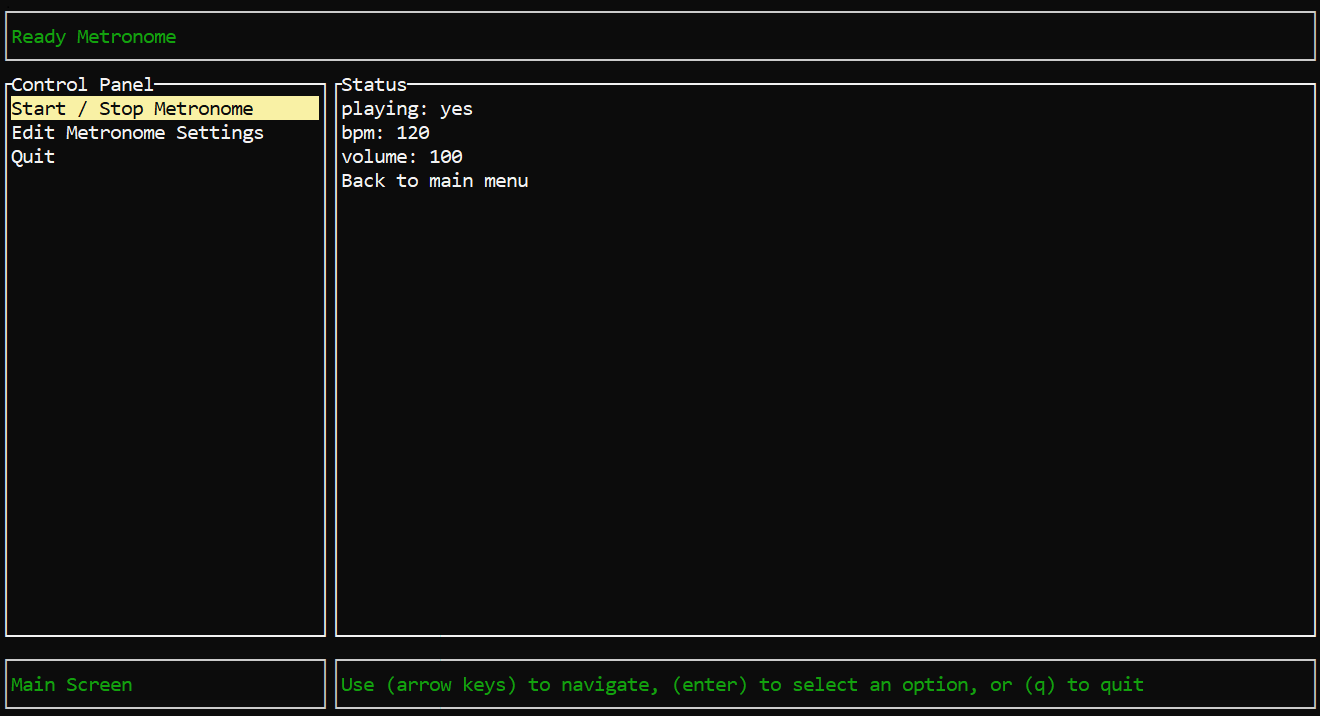 Ready Metronome
Control Panel
Start / Stop Metronome
Edit Metronome Settings
Quit
Status
playing: yes
bpm: 120
volume: 100
Back to main menu
Main Screen
Use (arrow keys) to navigate, (enter) to select an option, or (q) to quit